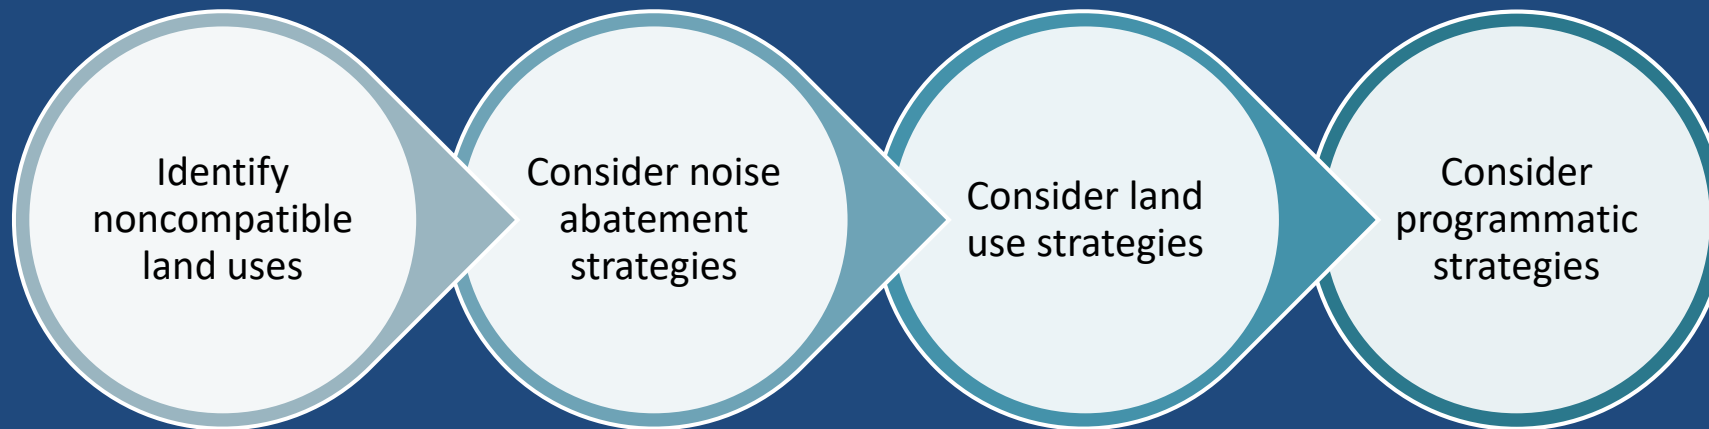 Identify
noncompatible
land uses
Consider noise
abatement
strategies
Consider land
use strategies
Consider
programmatic
strategies